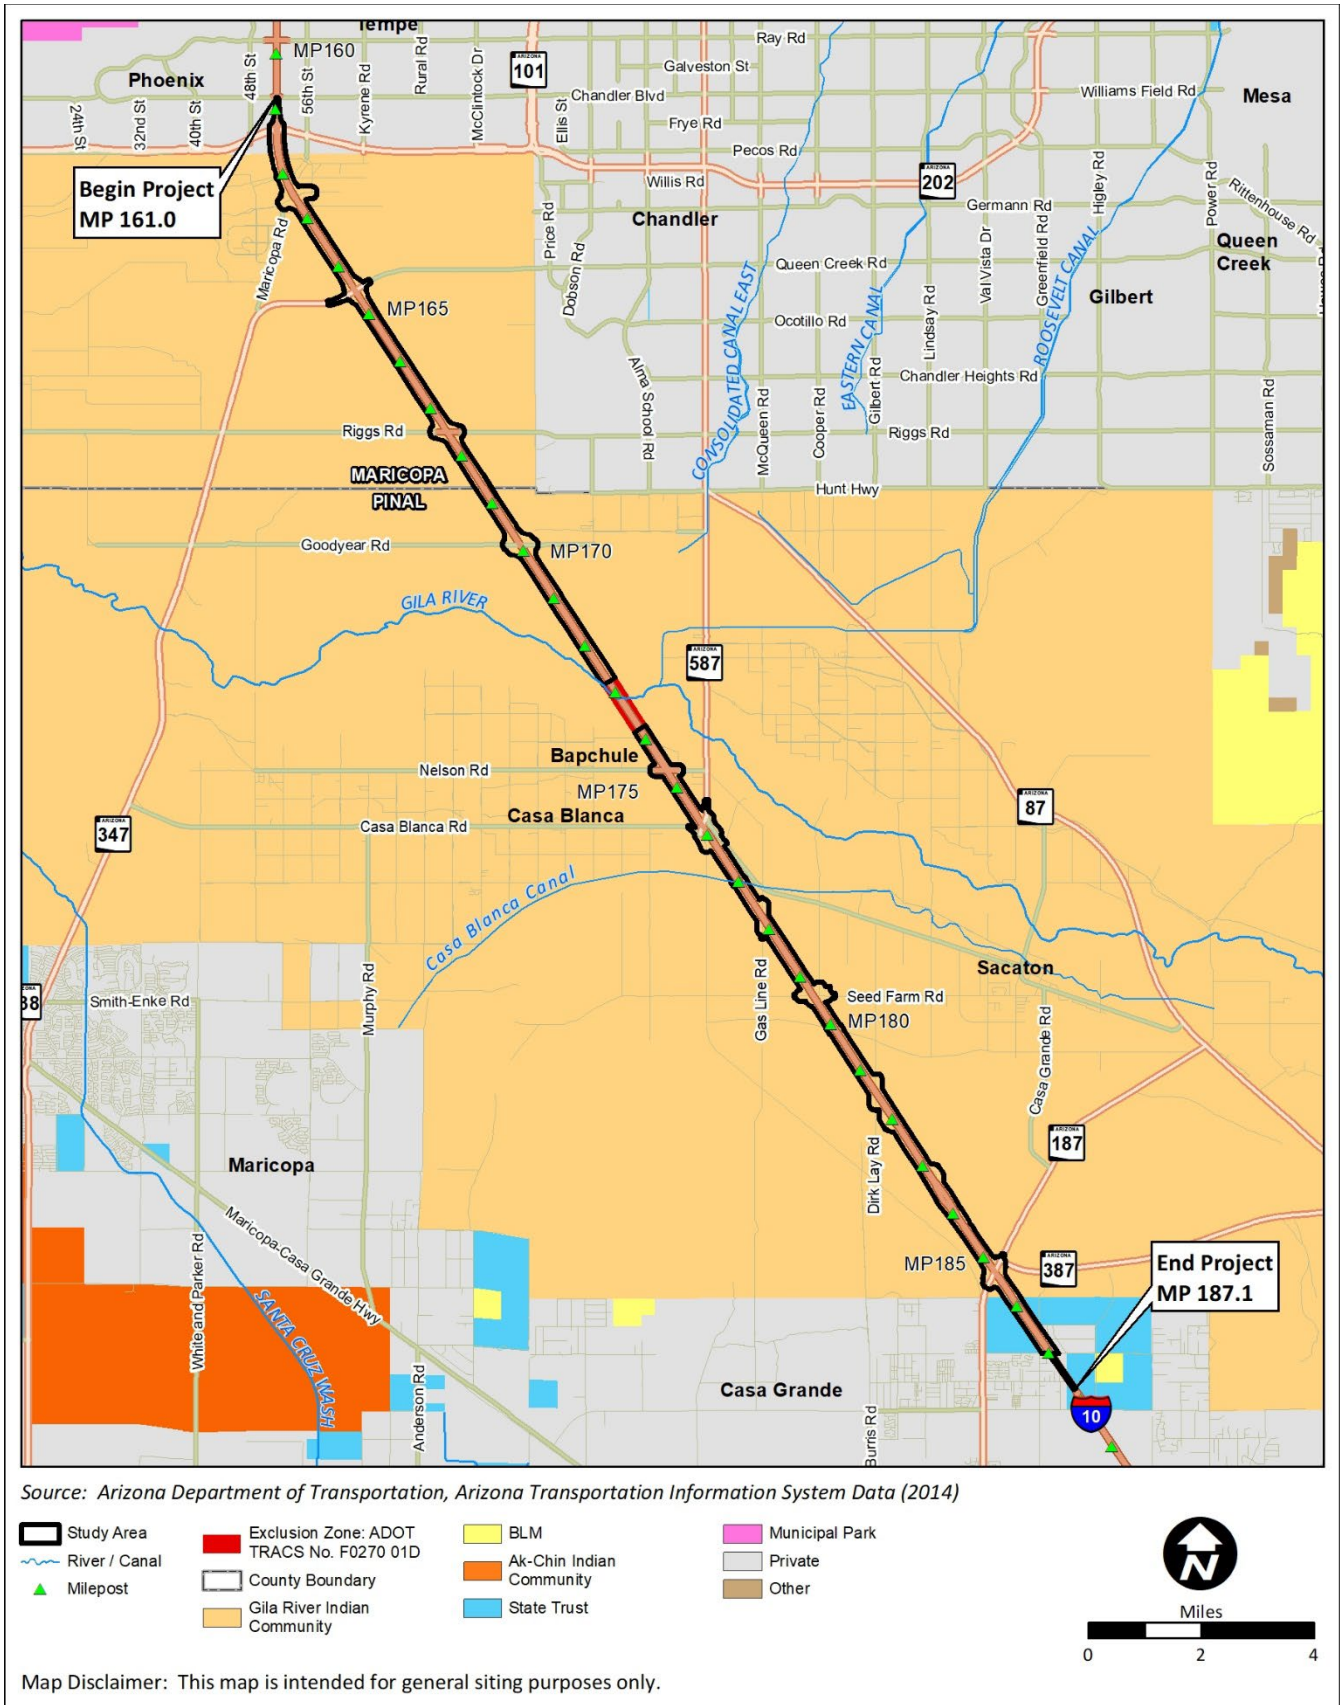 Tempe
MP160
Ray Rd
Phoenix
48th St
56th St
Kyrene Rd
Rural Rd
McClintock Dr
ARIZONA
101
Galveston St
Chandler Blvd
Williams Field Rd
Mesa
24th St
32nd St
40th St
Ellis St
Frye Rd
Pecos Rd
Begin Project
MP 161.0
Willis Rd
ARIZONA
202
Higley Rd
Power Rd
Rittenhouse Rd
Chandler
Germann Rd
Maricopa Rd
Price Rd
Dobson Rd
Queen Creek Rd
Val Vista Dr
Greenfield Rd
Queen
Creek
Gilbert
MP165
Ocotillo Rd
Lindsay Rd
ROOSEVELT CANAL
CONSOLIDATED CANAL EAST
EASTERN CANAL
Alma School Rd
Gilbert Rd
Chandler Heights Rd
Riggs Rd
McQueen Rd
Cooper Rd
Riggs Rd
Sossaman Rd
MARICOPA
PINAL
Hunt Hwy
Goodyear Rd
MP170
GILA RIVER
ARIZONA
587
Bapchule
Nelson Rd
MP175
Casa Blanca
Casa Blanca Rd
ARIZONA
347
ARIZONA
87
Casa Blanca Canal
Sacaton
Smith-Enke Rd
Murphy Rd
Gas Line Rd
Seed Farm Rd
MP180
Casa Grande Rd
ARIZONA
187
Maricopa
Dirk Lay Rd
White and Parker Rd
Maricopa-Casa Grande Hwy
MP185
ARIZONA
387
End Project
MP 187.1
SANTA CRUZ WASH
Anderson Rd
Casa Grande
Burris Rd
10
Source: Arizona Department of Transportation, Arizona Transportation Information System Data (2014)
Study Area
River / Canal
Milepost
Exclusion Zone: ADOT
TRACS No. F0270 01D
County Boundary
Gila River Indian
Community
BLM
Ak-Chin Indian
Community
State Trust
Municipal Park
Private
Other
N
Miles
0 2 4
Map Disclaimer: This map is intended for general siting purposes only.